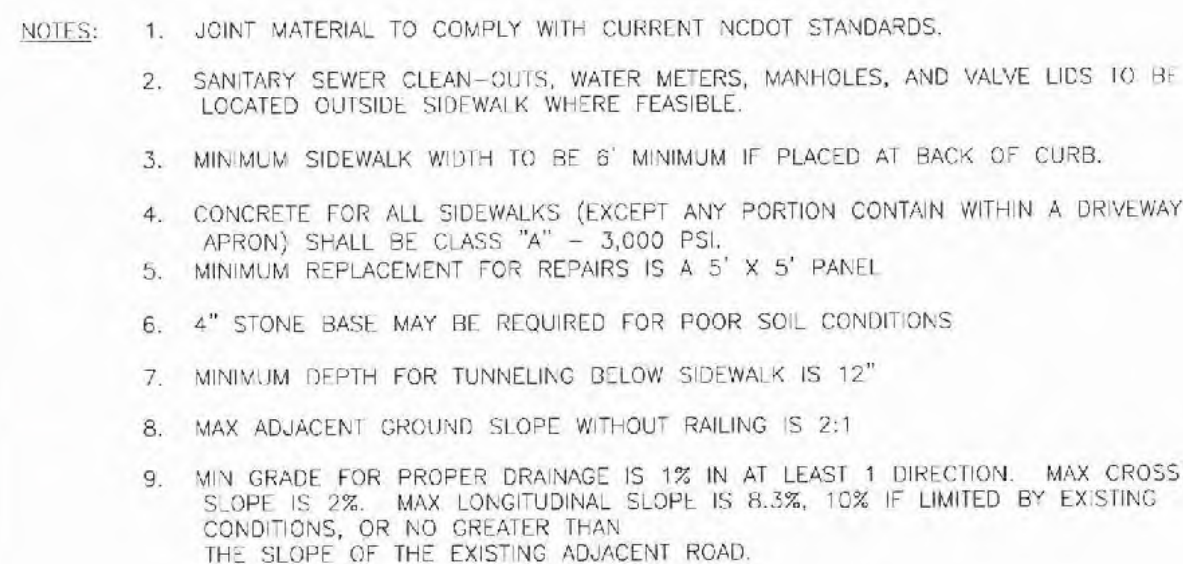 NOTES: 1. JOINT MATERIAL TO COMPLY WITH CURRENT NCDOT STANDARDS.
2. SANITARY SEWER CLEAN-OUTS, WATER METERS, MANHOLES, AND VALVE LIDS TO BE
LOCATED OUTSIDE SIDEWALK WHERE FEASIBLE.
3. MINIMUM SIDEWALK WIDTH TO BE 6' MINIMUM IF PLACED AT BACK OF CURB.
4. CONCRETE FOR ALL SIDEWALKS (EXCEPT ANY PORTION CONTAIN WITHIN A DRIVEWAY
APRON) SHALL BE CLASS "A" – 3,000 PSI.
5. MINIMUM REPLACEMENT FOR REPAIRS IS A 5' X 5' PANEL
6. 4" STONE BASE MAY BE REQUIRED FOR POOR SOIL CONDITIONS
7. MINIMUM DEPTH FOR TUNNELING BELOW SIDEWALK IS 12"
8. MAX ADJACENT GROUND SLOPE WITHOUT RAILING IS 2:1
9. MIN GRADE FOR PROPER DRAINAGE IS 1% IN AT LEAST 1 DIRECTION. MAX CROSS
SLOPE IS 2%. MAX LONGITUDINAL SLOPE IS 8.3%, 10% IF LIMITED BY EXISTING
CONDITIONS, OR NO GREATER THAN
THE SLOPE OF THE EXISTING ADJACENT ROAD.